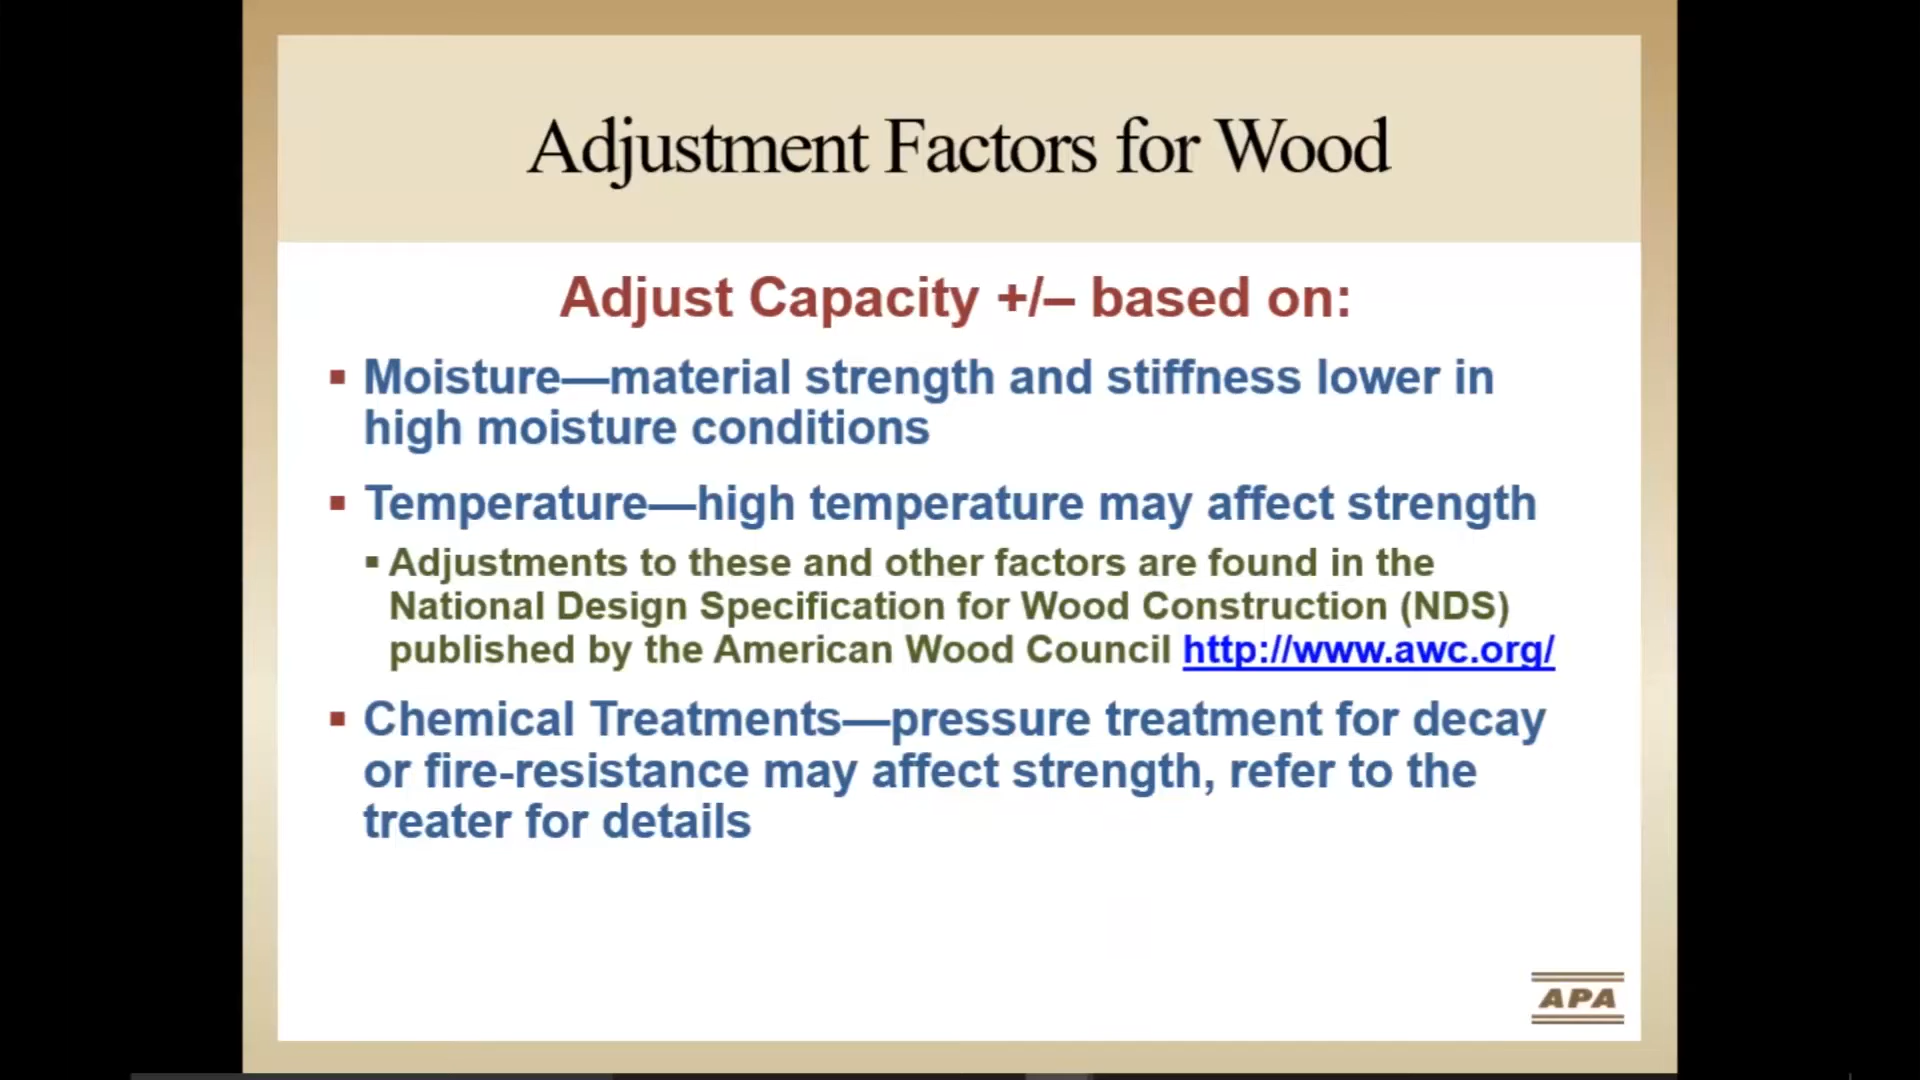 Adjustment Factors for Wood
Adjust Capacity +/– based on:
▪ Moisture—material strength and stiffness lower in
high moisture conditions
▪ Temperature—high temperature may affect strength
▪ Adjustments to these and other factors are found in the
National Design Specification for Wood Construction (NDS)
published by the American Wood Council http://www.awc.org/
▪ Chemical Treatments—pressure treatment for decay
or fire-resistance may affect strength, refer to the
treater for details
APA